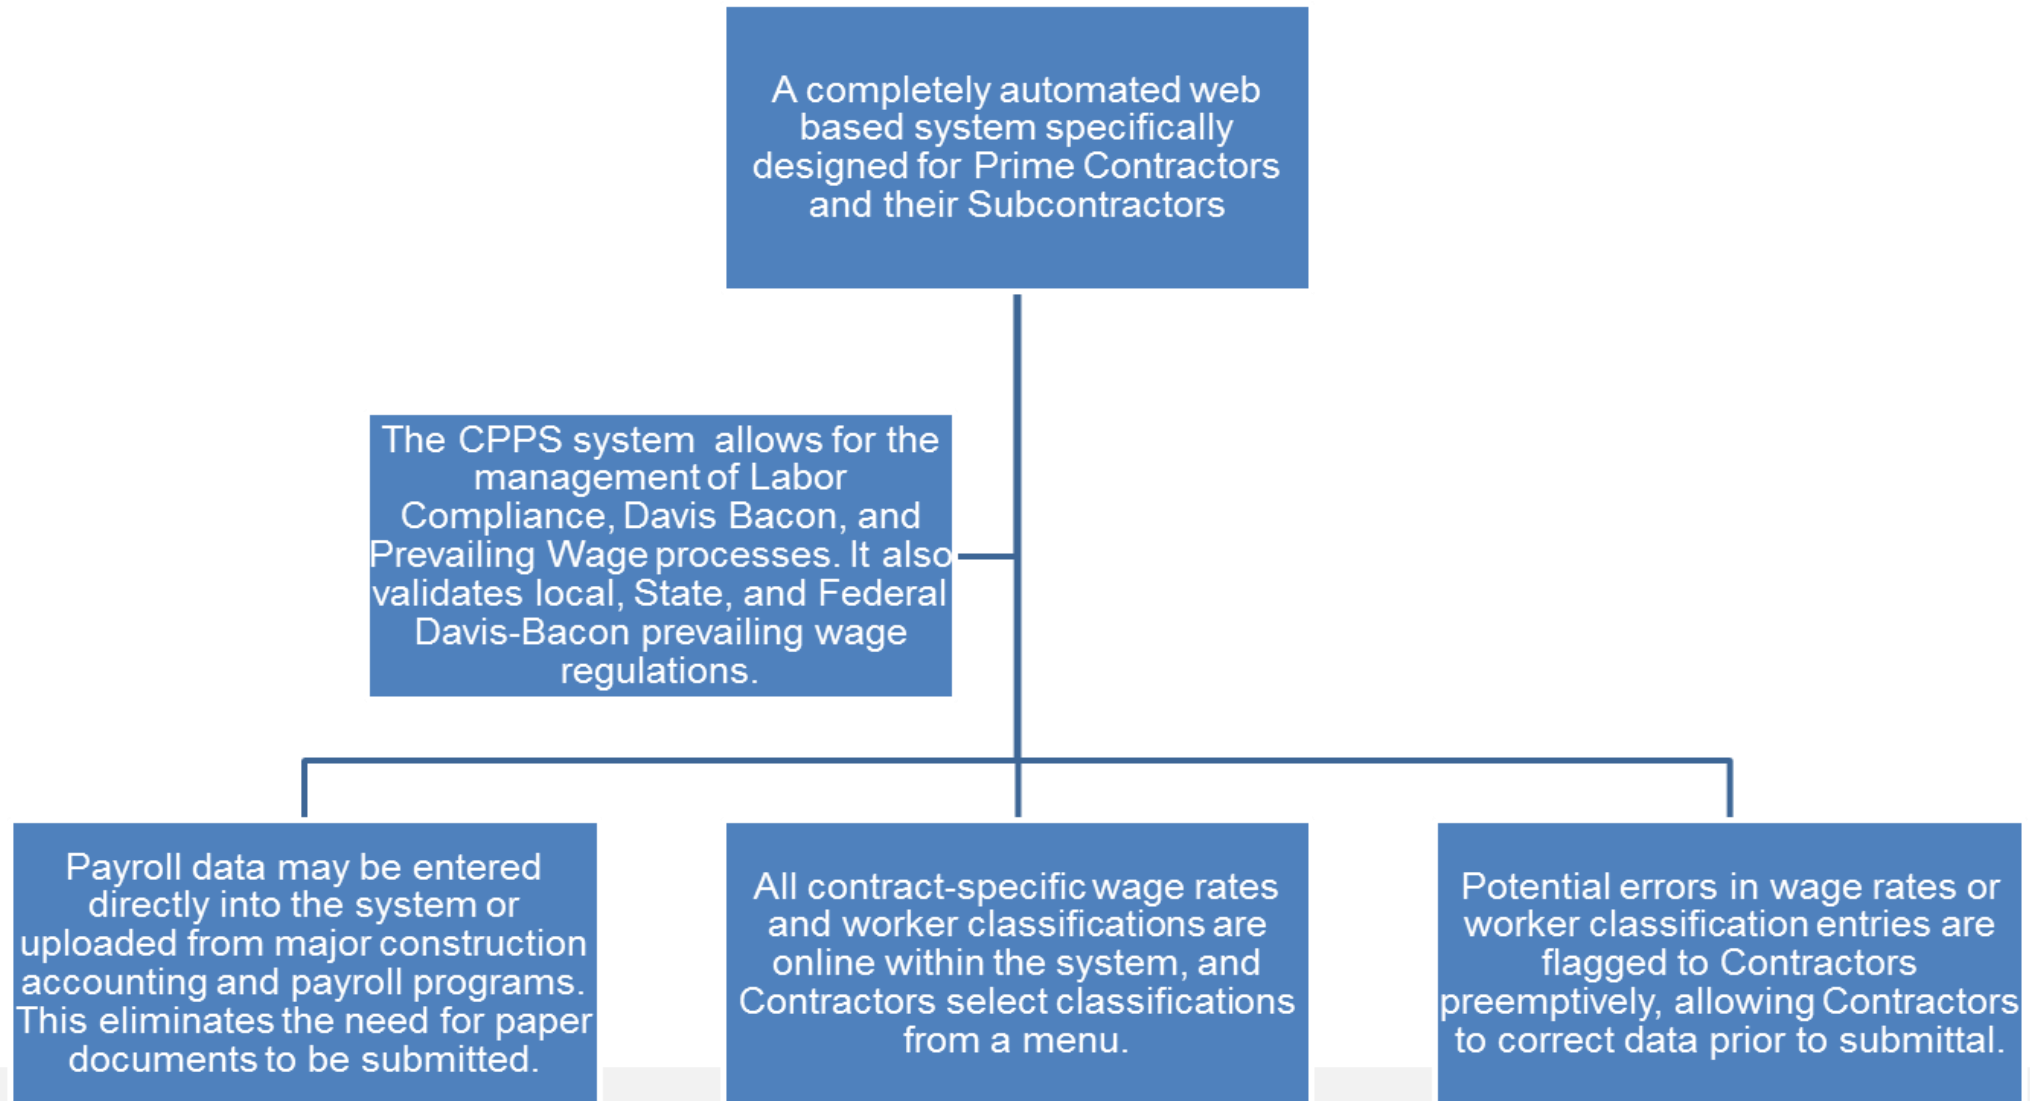 A completely automated web
based system specifically
designed for Prime Contractors
and their Subcontractors
The CPPS system  allows for the
management of Labor
Compliance, Davis Bacon, and
Prevailing Wage processes. It also
validates local, State, and Federal
Davis-Bacon prevailing wage
regulations.
Payroll data may be entered
directly into the system or
uploaded from major construction
accounting and payroll programs.
This eliminates the need for paper
documents to be submitted.
All contract-specific wage rates
and worker classifications are
online within the system, and
Contractors select classifications
from a menu.
Potential errors in wage rates or
worker classification entries are
flagged to Contractors
preemptively, allowing Contractors
to correct data prior to submittal.